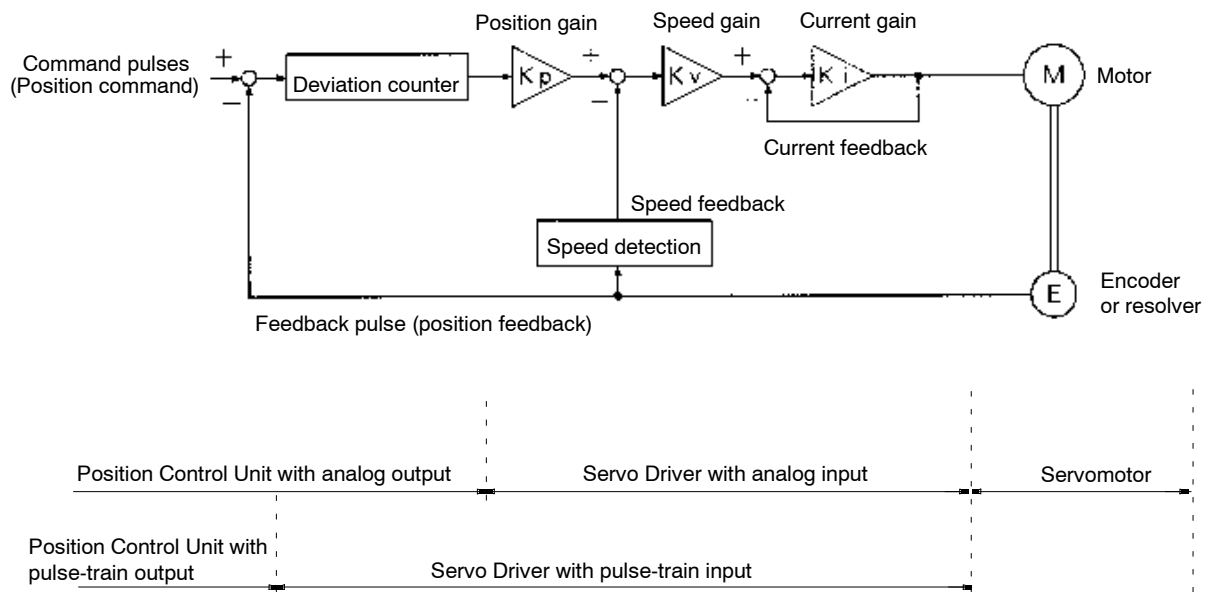 Position gain
Speed gain
Current gain
Command pulses
(Position command)
+
−
Deviation counter
Kp
+
−
Kv
+
Ki
M
Motor
Current feedback
Speed feedback
Speed detection
Feedback pulse (position feedback)
E
Encoder
or resolver
Position Control Unit with analog output
Servo Driver with analog input
Servomotor
Position Control Unit with
pulse-train output
Servo Driver with pulse-train input